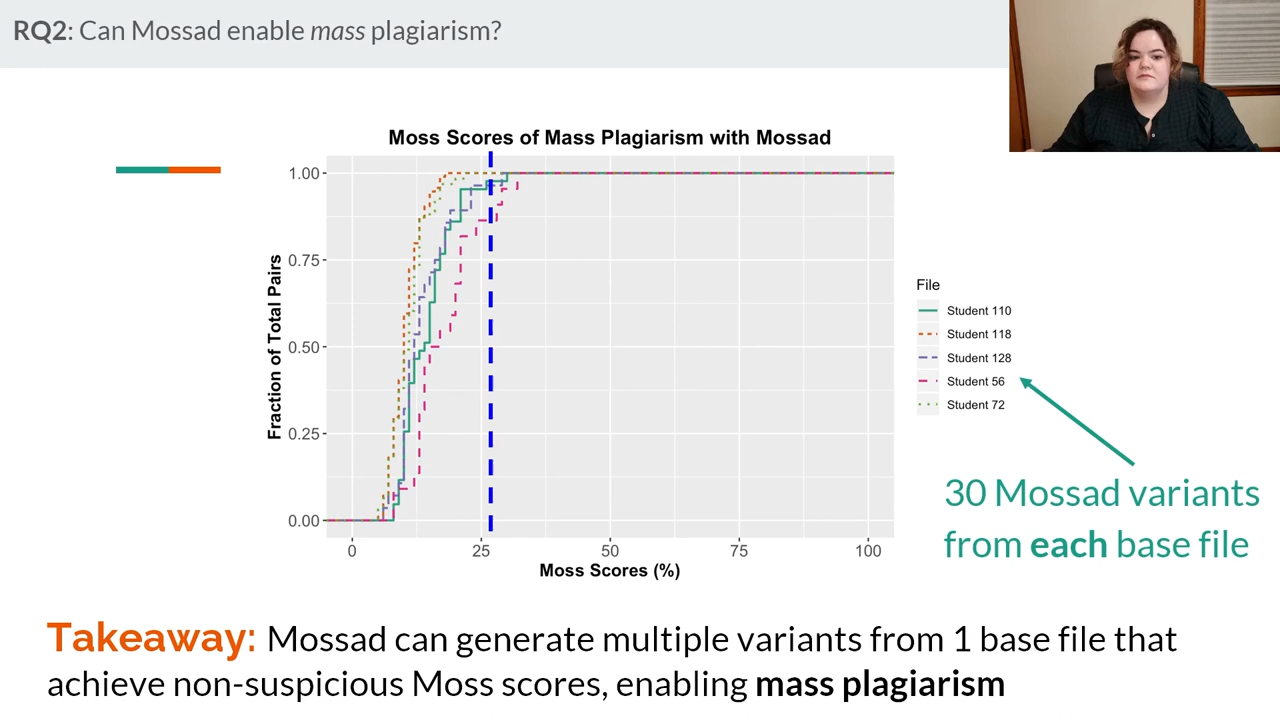 RQ2: Can Mossad enable mass plagiarism?
Moss Scores of Mass Plagiarism with Mossad
1.00
0.75
0.50
0.25
0.00
Fraction of Total Pairs
0 25 50 75 100
Moss Scores (%)
File
Student 110
Student 118
Student 128
Student 56
Student 72
30 Mossad variants
from each base file
Takeaway: Mossad can generate multiple variants from 1 base file that
achieve non-suspicious Moss scores, enabling mass plagiarism